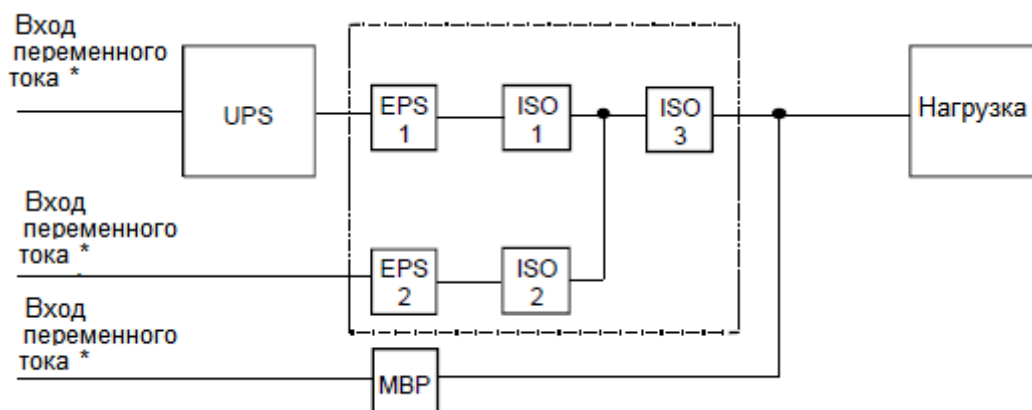 Вход
переменного
тока *
UPS
EPS
1
ISO
1
ISO
3
Нагрузка
Вход
переменного
тока *
EPS
2
ISO
2
Вход
переменного
тока *
MBP